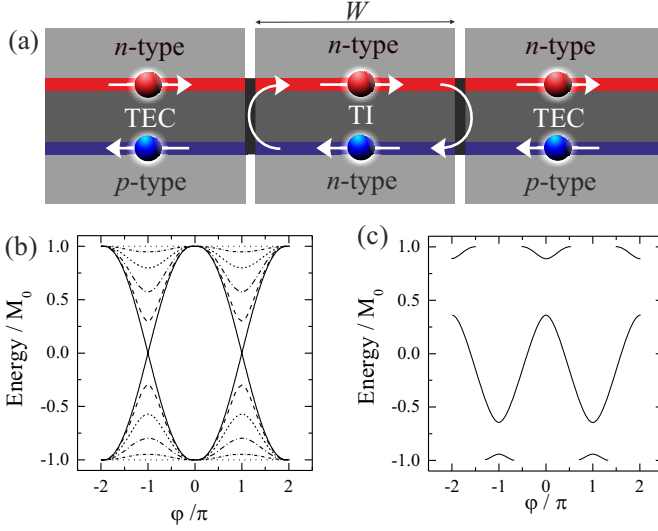 (a)
W
n-type
n-type
n-type
TEC
TI
TEC
p-type
n-type
p-type
(b)
(c)
Energy / M₀
1.0
0.5
0.0
-0.5
-1.0
-2 -1 0 1 2
φ/π
Energy / M₀
1.0
0.5
0.0
-0.5
-1.0
-2 -1 0 1 2
φ/π